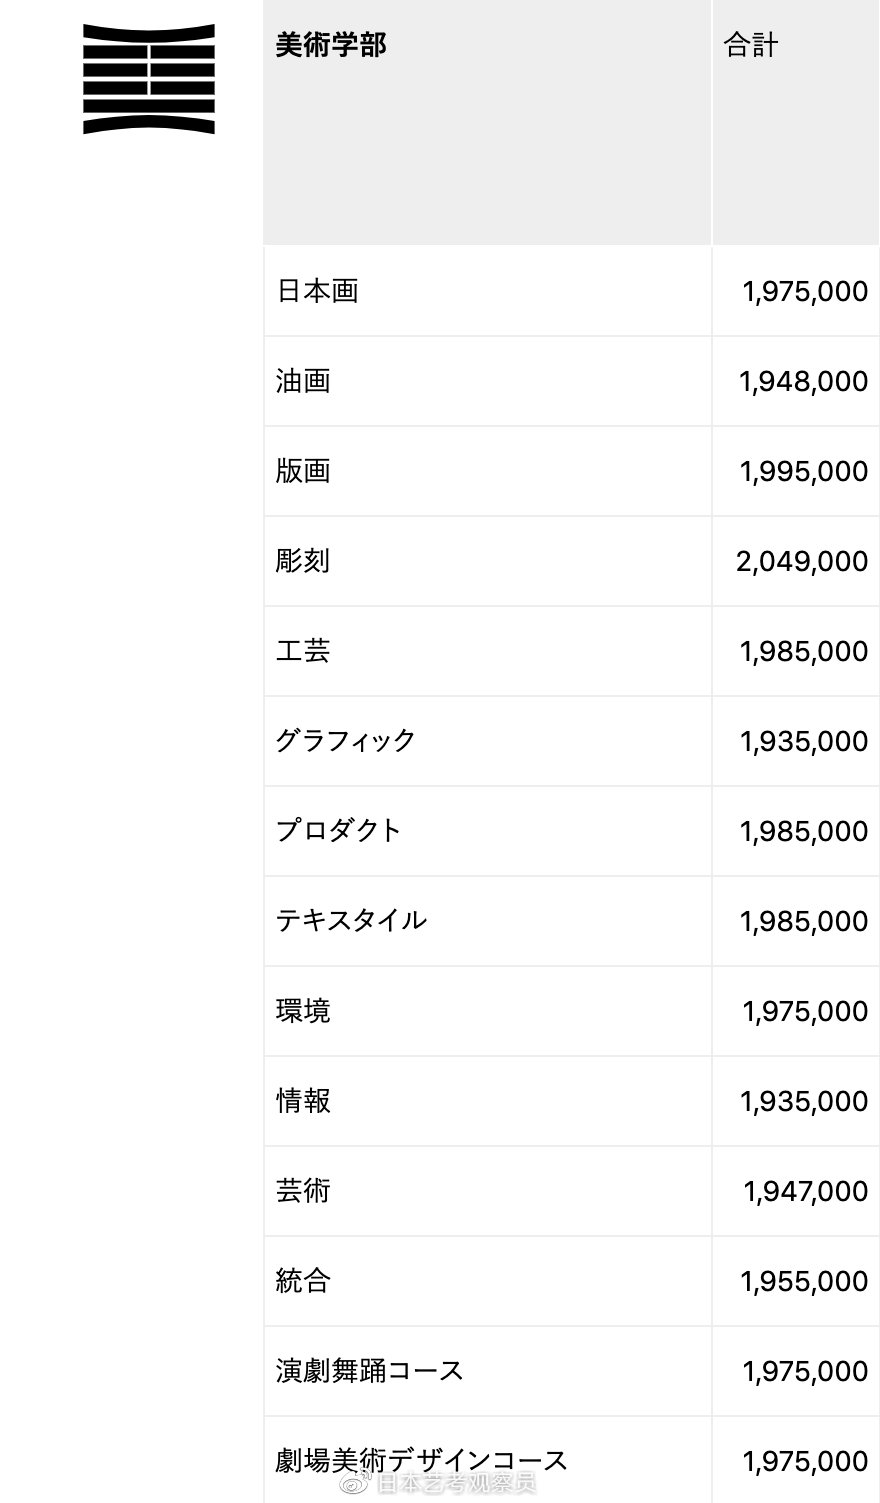 美術学部 合計
日本画 1,975,000
油画 1,948,000
版画 1,995,000
彫刻 2,049,000
工芸 1,985,000
グラフィック 1,935,000
プロダクト 1,985,000
テキスタイル 1,985,000
環境 1,975,000
情報 1,935,000
芸術 1,947,000
統合 1,955,000
演劇舞踊コース 1,975,000
劇場美術デザインコース 1,975,000
日本艺考观察员